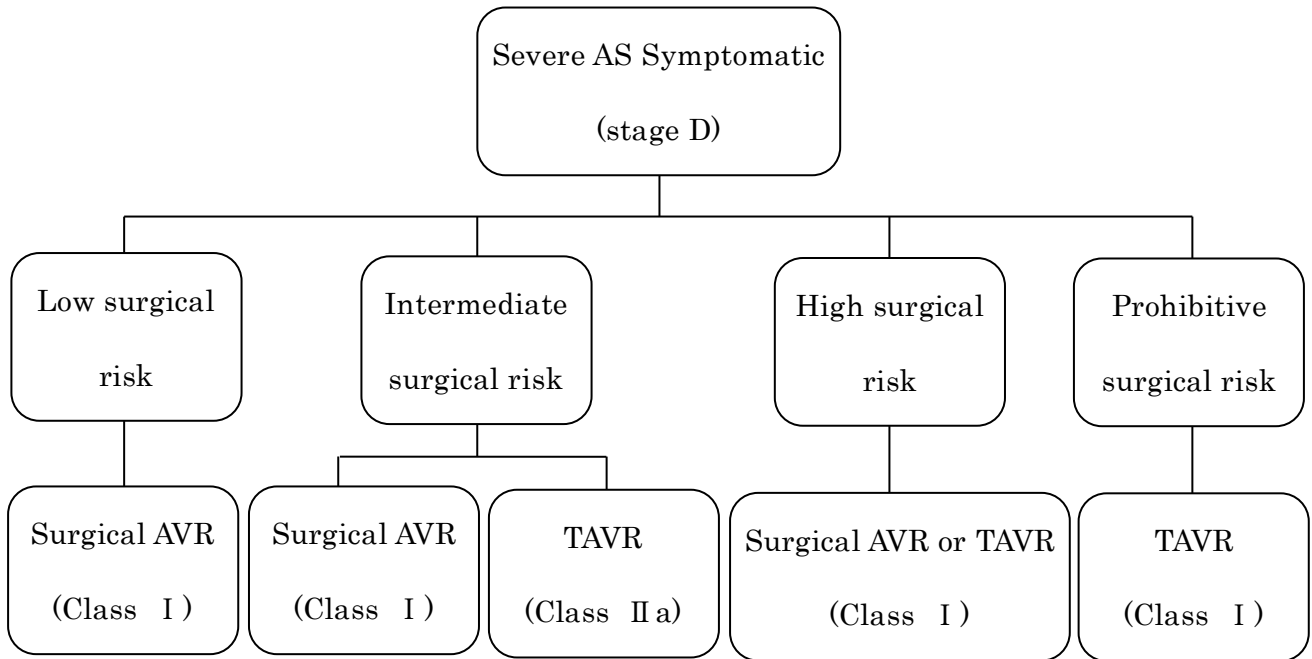 Severe AS Symptomatic
(stage D)
Low surgical
risk
Intermediate
surgical risk
High surgical
risk
Prohibitive
surgical risk
Surgical AVR
(Class Ⅰ)
Surgical AVR
(Class Ⅰ)
TAVR
(Class Ⅱa)
Surgical AVR or TAVR
(Class Ⅰ)
TAVR
(Class Ⅰ)